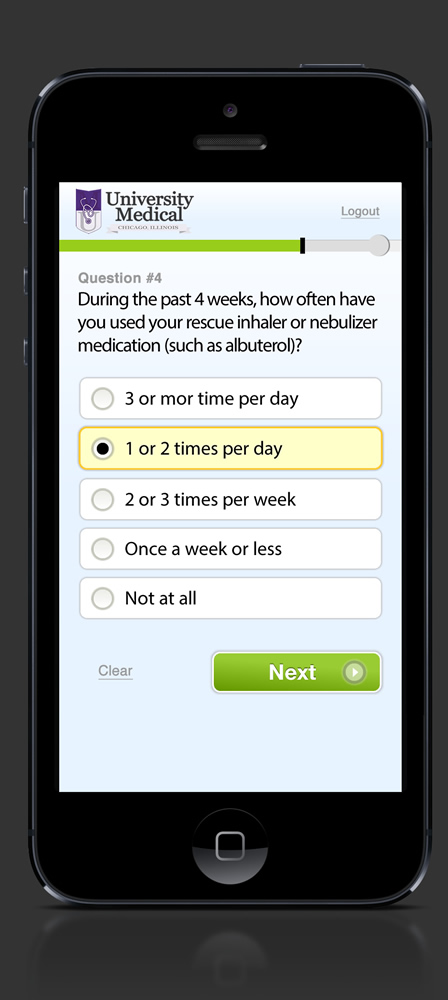 University
Medical
CHICAGO, ILLINOIS
Logout
Question #4
During the past 4 weeks, how often have
you used your rescue inhaler or nebulizer
medication (such as albuterol)?
3 or mor time per day
1 or 2 times per day
2 or 3 times per week
Once a week or less
Not at all
Clear
Next